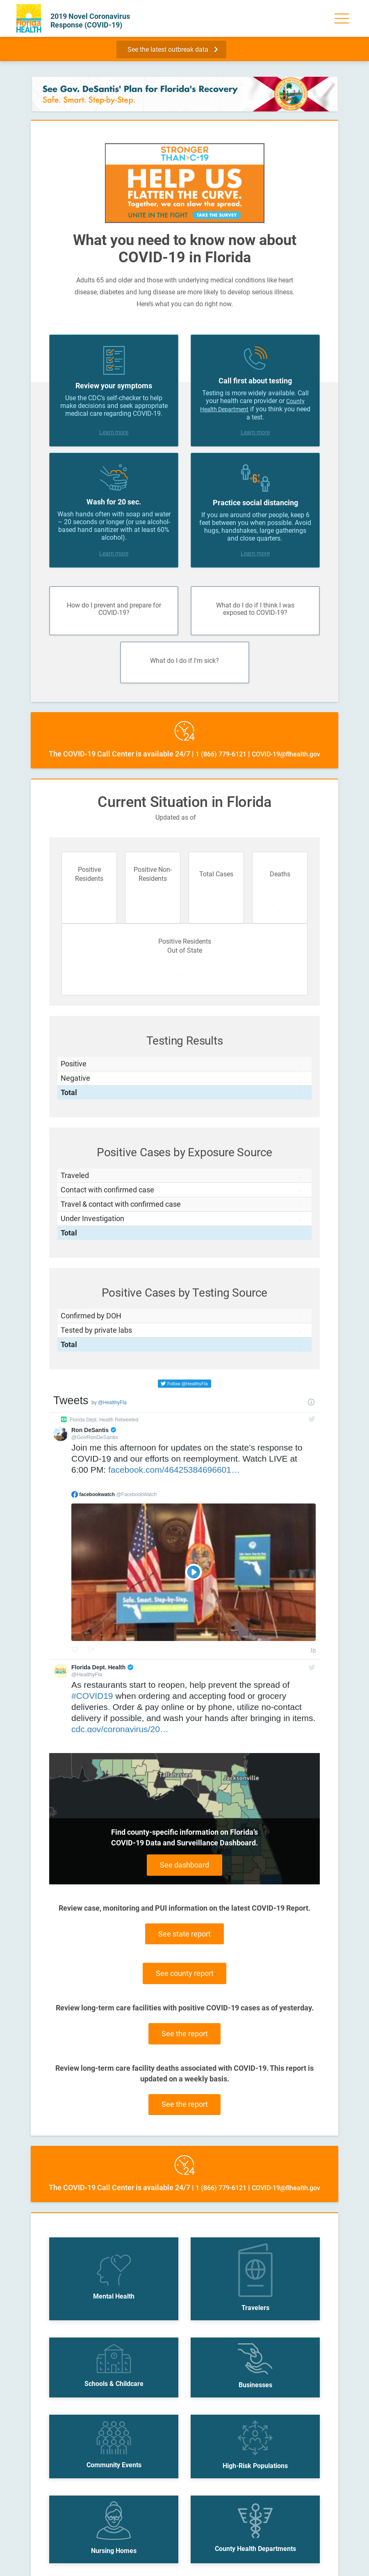 Florida
HEALTH
2019 Novel Coronavirus
Response (COVID-19)
See the latest outbreak data
See Gov. DeSantis' Plan for Florida's Recovery
Safe. Smart. Step-by-Step.
STRONGER
THAN C-19
HELP US
FLATTEN THE CURVE.
Together, we can slow the spread.
UNITE IN THE FIGHT TAKE THE SURVEY
What you need to know now about
COVID-19 in Florida
Adults 65 and older and those with underlying medical conditions like heart
disease, diabetes and lung disease are more likely to develop serious illness.
Here's what you can do right now.
Review your symptoms
Use the CDC's self-checker to help
make decisions and seek appropriate
medical care regarding COVID-19.
Learn more
Call first about testing
Testing is more widely available. Call
your health care provider or County
Health Department if you think you need
a test.
Learn more
Wash for 20 sec.
Wash hands often with soap and water
– 20 seconds or longer (or use alcohol-
based hand sanitizer with at least 60%
alcohol).
Learn more
6'
Practice social distancing
If you are around other people, keep 6
feet between you when possible. Avoid
hugs, handshakes, large gatherings
and close quarters.
Learn more
How do I prevent and prepare for
COVID-19?
What do I do if I think I was
exposed to COVID-19?
What do I do if I'm sick?
24
The COVID-19 Call Center is available 24/7 | 1 (866) 779-6121 | COVID-19@flhealth.gov
Current Situation in Florida
Updated as of
Positive
Residents
Positive Non-
Residents
Total Cases
Deaths
Positive Residents
Out of State
Testing Results
Positive
Negative
Total
Positive Cases by Exposure Source
Traveled
Contact with confirmed case
Travel & contact with confirmed case
Under Investigation
Total
Positive Cases by Testing Source
Confirmed by DOH
Tested by private labs
Total
Follow @HealthyFla
Tweets by @HealthyFla
Florida Dept. Health Retweeted
Ron DeSantis
@GovRonDeSantis
Join me this afternoon for updates on the state's response to
COVID-19 and our efforts on reemployment. Watch LIVE at
6:00 PM: facebook.com/46425384696601…
facebookwatch @FacebookWatch
Safe. Smart. Step-by-Step.
Florida Dept. Health
@HealthyFla
As restaurants start to reopen, help prevent the spread of
#COVID19 when ordering and accepting food or grocery
deliveries. Order & pay online or by phone, utilize no-contact
delivery if possible, and wash your hands after bringing in items.
cdc.gov/coronavirus/20…
Tallahassee
Jacksonville
Find county-specific information on Florida's
COVID-19 Data and Surveillance Dashboard.
See dashboard
Review case, monitoring and PUI information on the latest COVID-19 Report.
See state report
See county report
Review long-term care facilities with positive COVID-19 cases as of yesterday.
See the report
Review long-term care facility deaths associated with COVID-19. This report is
updated on a weekly basis.
See the report
24
The COVID-19 Call Center is available 24/7 | 1 (866) 779-6121 | COVID-19@flhealth.gov
Mental Health
Travelers
Schools & Childcare
Businesses
Community Events
High-Risk Populations
Nursing Homes
County Health Departments